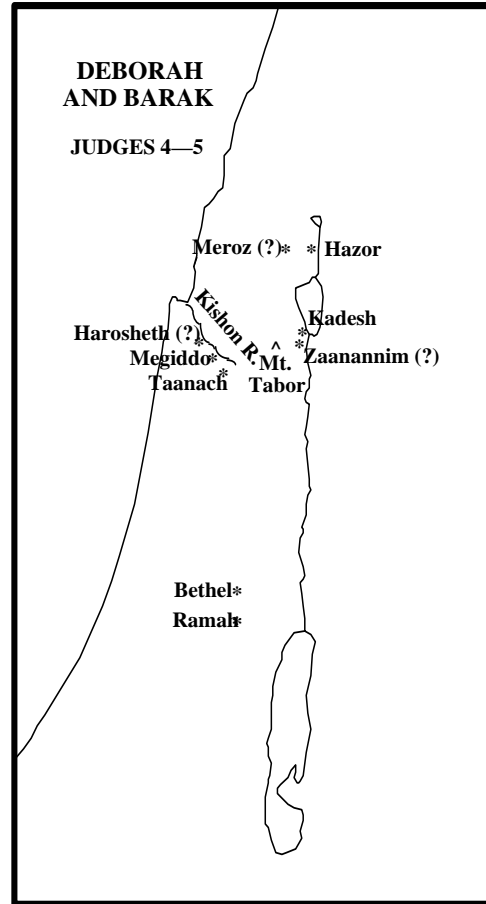 DEBORAH
AND BARAK
JUDGES 4—5
Meroz (?)
Hazor
Kishon R.
Kadesh
Harosheth (?)
Zaanannim (?)
Megiddo
Mt.
Tabor
Taanach
Bethel
Ramah